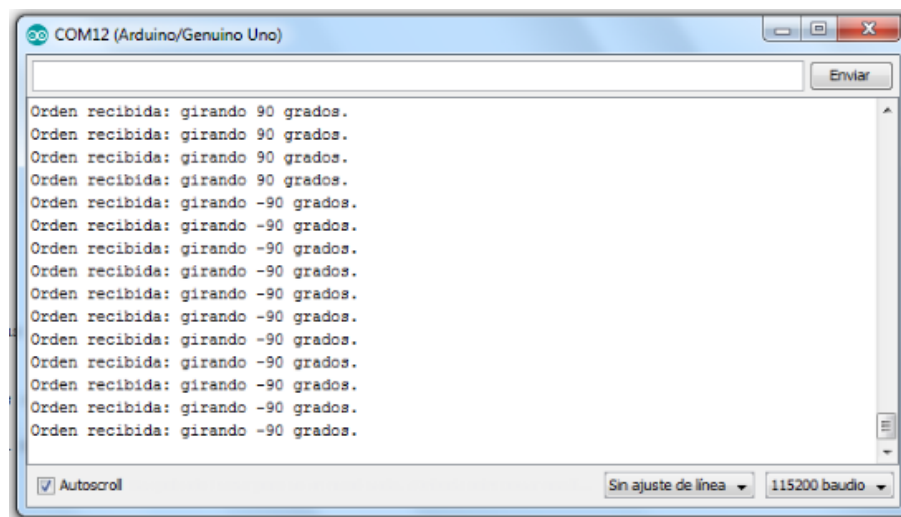 COM12 (Arduino/Genuino Uno)
Enviar
Orden recibida: girando 90 grados.
Orden recibida: girando 90 grados.
Orden recibida: girando 90 grados.
Orden recibida: girando 90 grados.
Orden recibida: girando -90 grados.
Orden recibida: girando -90 grados.
Orden recibida: girando -90 grados.
Orden recibida: girando -90 grados.
Orden recibida: girando -90 grados.
Orden recibida: girando -90 grados.
Orden recibida: girando -90 grados.
Orden recibida: girando -90 grados.
Orden recibida: girando -90 grados.
Orden recibida: girando -90 grados.
Orden recibida: girando -90 grados.
Autoscroll
Sin ajuste de línea
115200 baudio